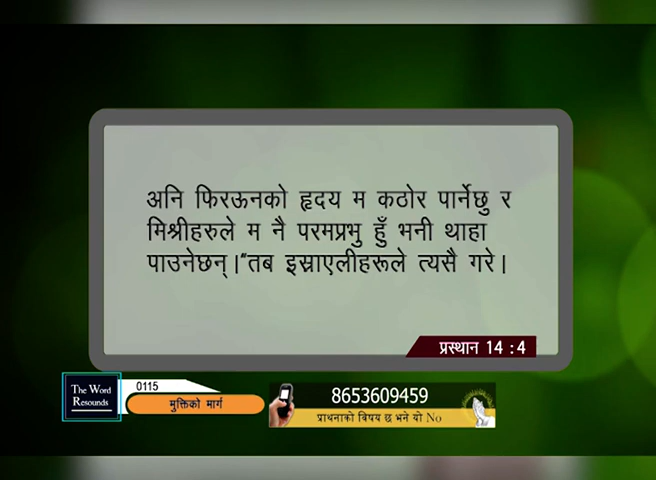 अनि फिरऊनको हृदय म कठोर पार्नेछु र
मिश्रीहरुले म नै परमप्रभु हुँ भनी थाहा
पाउनेछन् ।"तब इस्राएलीहरूले त्यसै गरे ।
प्रस्थान 14 : 4
The Word
Resounds
0115
मुक्तिको मार्ग
8653609459
प्राथनाको विषय छ भने यो No